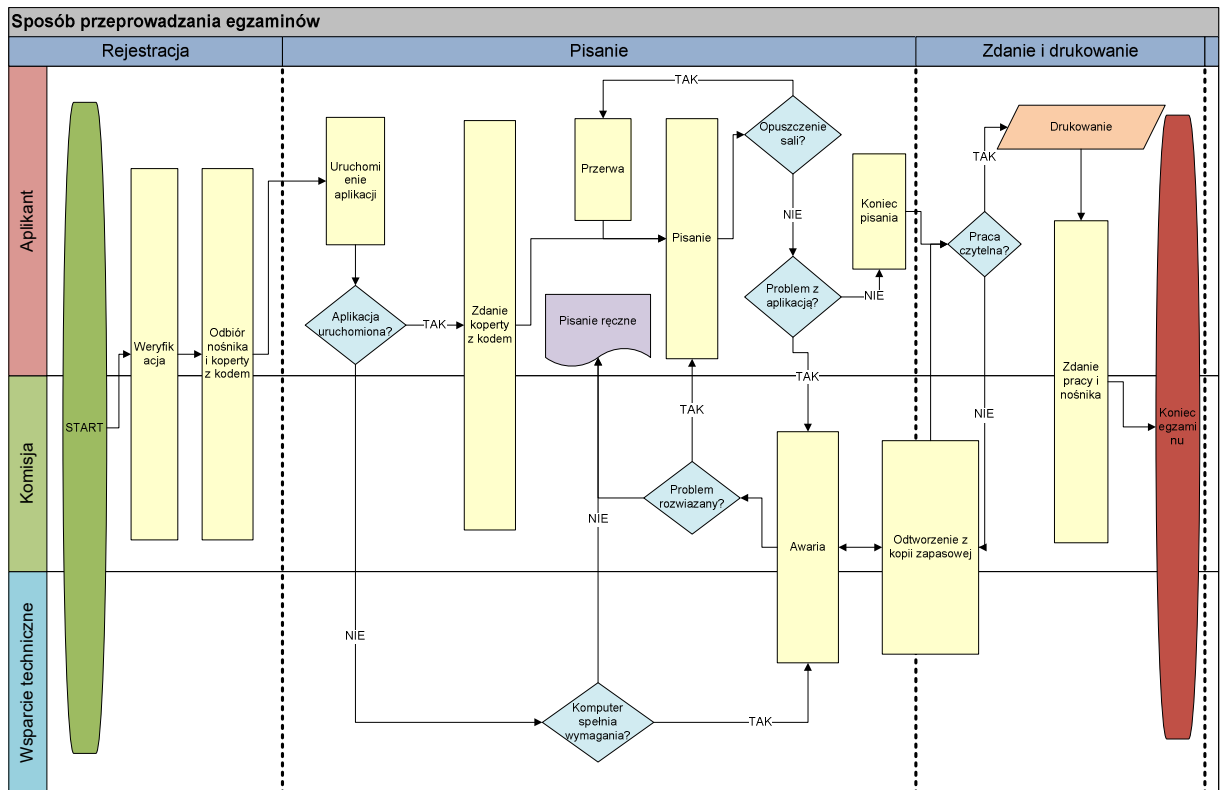 Sposób przeprowadzania egzaminów
Rejestracja
Pisanie
Zdanie i drukowanie
Aplikant
Komisja
Wsparcie techniczne
START
Weryfik
acja
Odbiór
nośnika
i koperty
z kodem
Uruchom
ienie
aplikacji
Aplikacja
uruchomiona?
TAK
NIE
Zdanie
koperty
z kodem
Przerwa
TAK
Pisanie
Opuszczenie
sali?
NIE
Problem z
aplikacją?
NIE
TAK
Koniec
pisania
Pisanie ręczne
Problem
rozwiazany?
TAK
NIE
Awaria
Komputer
spełnia
wymagania?
TAK
Odtworzenie z
kopii zapasowej
Praca
czytelna?
TAK
NIE
Drukowanie
Zdanie
pracy i
nośnika
Koniec
egzami
nu